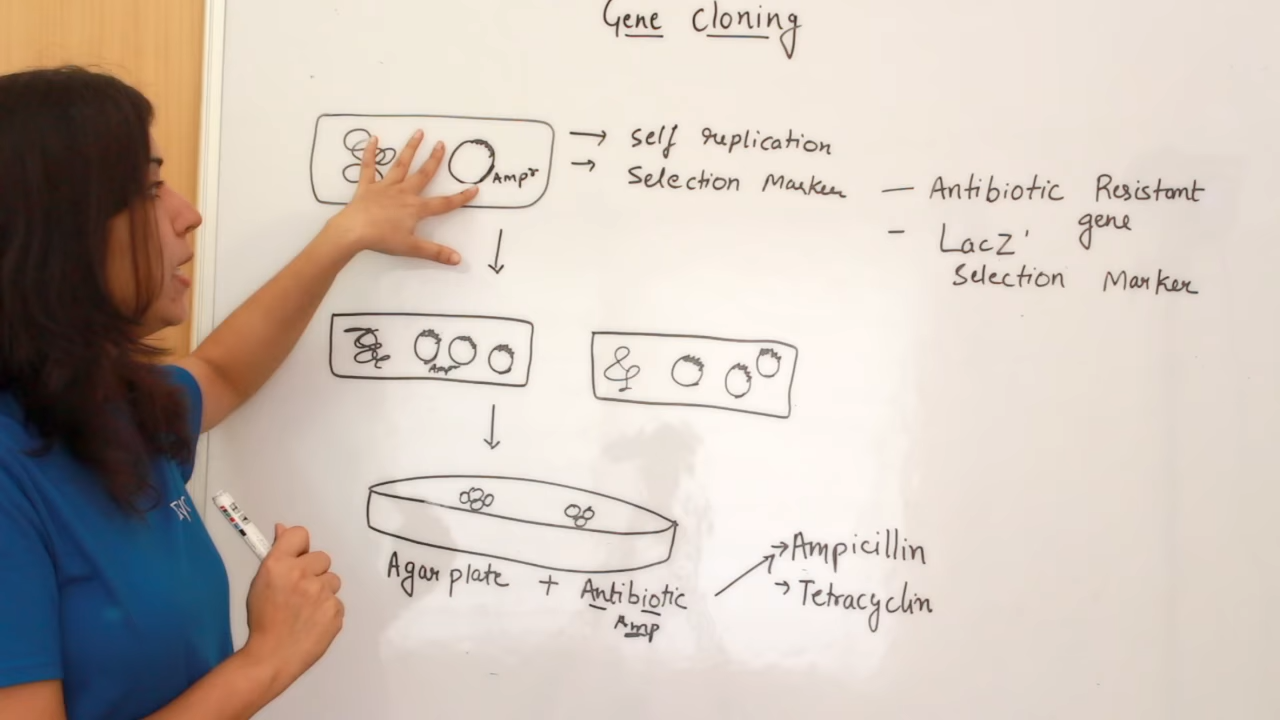 Gene cloning
Ampr
→ self replication
→ Selection Marker
— Antibiotic Resistant
gene
- LacZ'
Selection Marker
Ampr
Agar plate + Antibiotic
Amp
→ Ampicillin
→ Tetracyclin